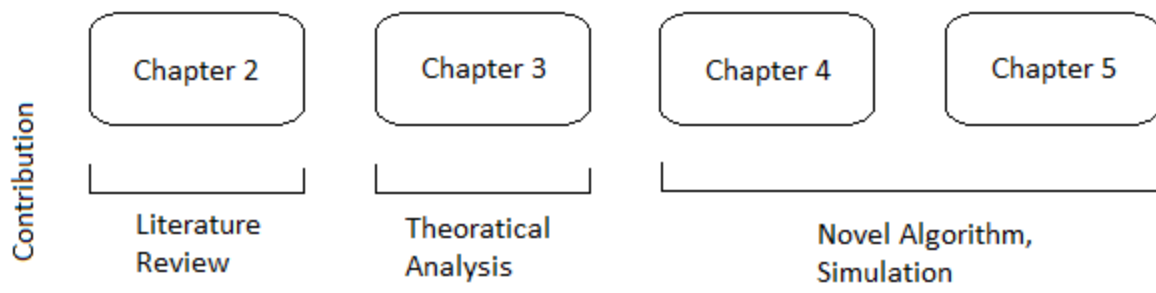 Chapter 2
Chapter 3
Chapter 4
Chapter 5
Contribution
Literature
Review
Theoratical
Analysis
Novel Algorithm,
Simulation